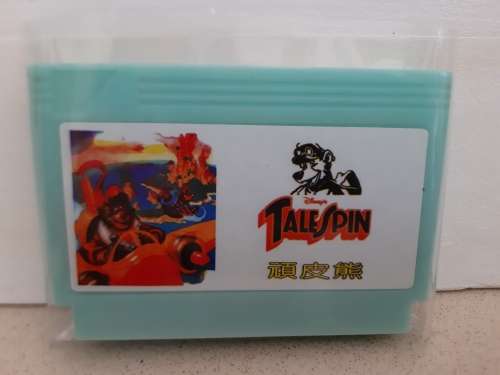 Disney's
TALESPIN
頑皮熊